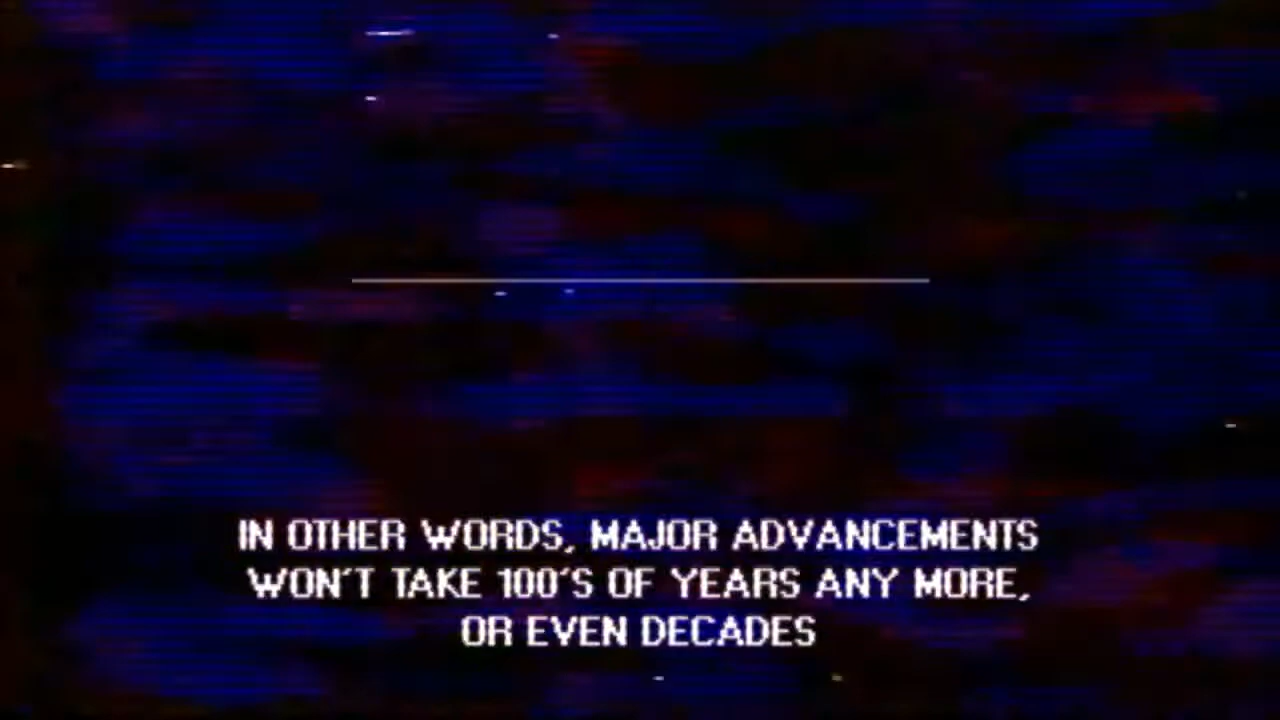 IN OTHER WORDS, MAJOR ADVANCEMENTS
WON'T TAKE 100'S OF YEARS ANY MORE,
OR EVEN DECADES